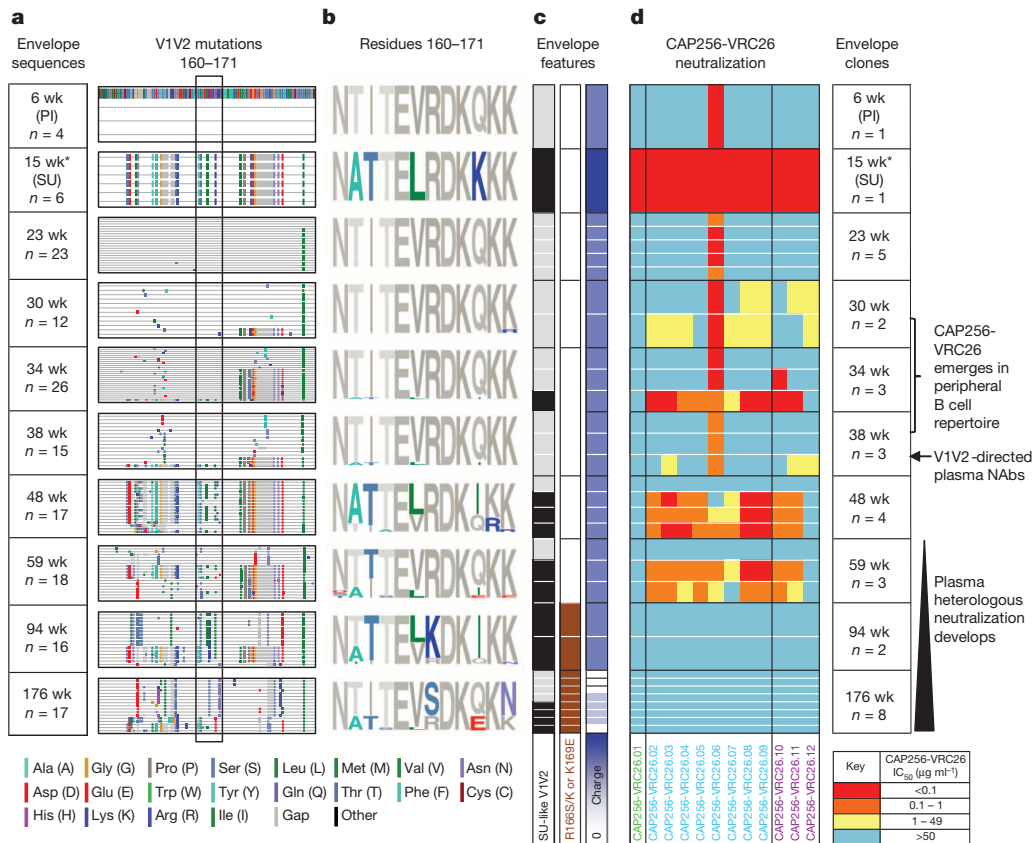 a
b
c
d
Envelope
sequences
V1V2 mutations
160–171
Residues 160–171
Envelope
features
CAP256-VRC26
neutralization
Envelope
clones
6 wk
(PI)
n = 4
NTITEVRDKQKK
6 wk
(PI)
n = 1
15 wk*
(SU)
n = 6
NATTELRDKKKK
15 wk*
(SU)
n = 1
23 wk
n = 23
NTITEVRDKQKK
23 wk
n = 5
30 wk
n = 12
NTITEVRDKQKK
30 wk
n = 2
34 wk
n = 26
NTITEVRDKQKK
34 wk
n = 3
38 wk
n = 15
NTITEVRDKQKK
38 wk
n = 3
48 wk
n = 17
48 wk
n = 4
59 wk
n = 18
59 wk
n = 3
94 wk
n = 16
94 wk
n = 2
176 wk
n = 17
176 wk
n = 8
CAP256-
VRC26
emerges in
peripheral
B cell
repertoire
V1V2-directed
plasma NAbs
Plasma
heterologous
neutralization
develops
Ala (A)
Gly (G)
Pro (P)
Ser (S)
Leu (L)
Met (M)
Val (V)
Asn (N)
Asp (D)
Glu (E)
Trp (W)
Tyr (Y)
Gln (Q)
Thr (T)
Phe (F)
Cys (C)
His (H)
Lys (K)
Arg (R)
Ile (I)
Gap
Other
SU-like V1V2
R166S/K or K169E
0
Charge
CAP256-VRC26.01
CAP256-VRC26.02
CAP256-VRC26.03
CAP256-VRC26.04
CAP256-VRC26.05
CAP256-VRC26.06
CAP256-VRC26.07
CAP256-VRC26.08
CAP256-VRC26.09
CAP256-VRC26.10
CAP256-VRC26.11
CAP256-VRC26.12
Key
CAP256-VRC26
IC50 (µg ml−1)
<0.1
0.1 – 1
1 – 49
>50